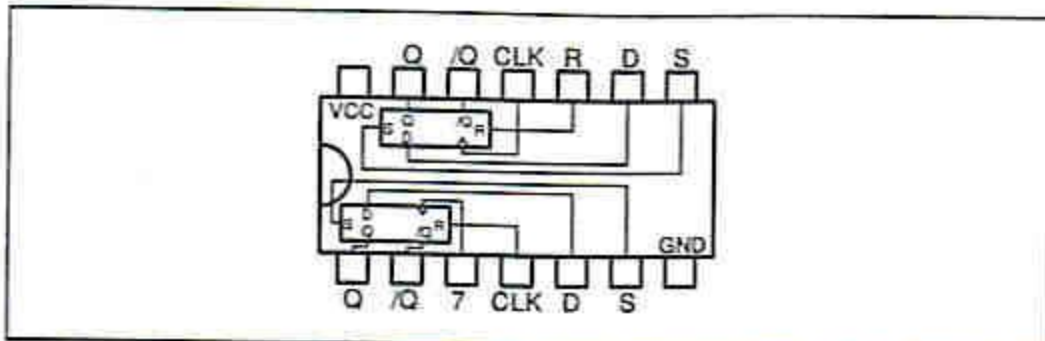 Q /Q CLK R D S
VCC
S Q /Q R
D
D
S Q /Q R
GND
Q /Q 7 CLK D S